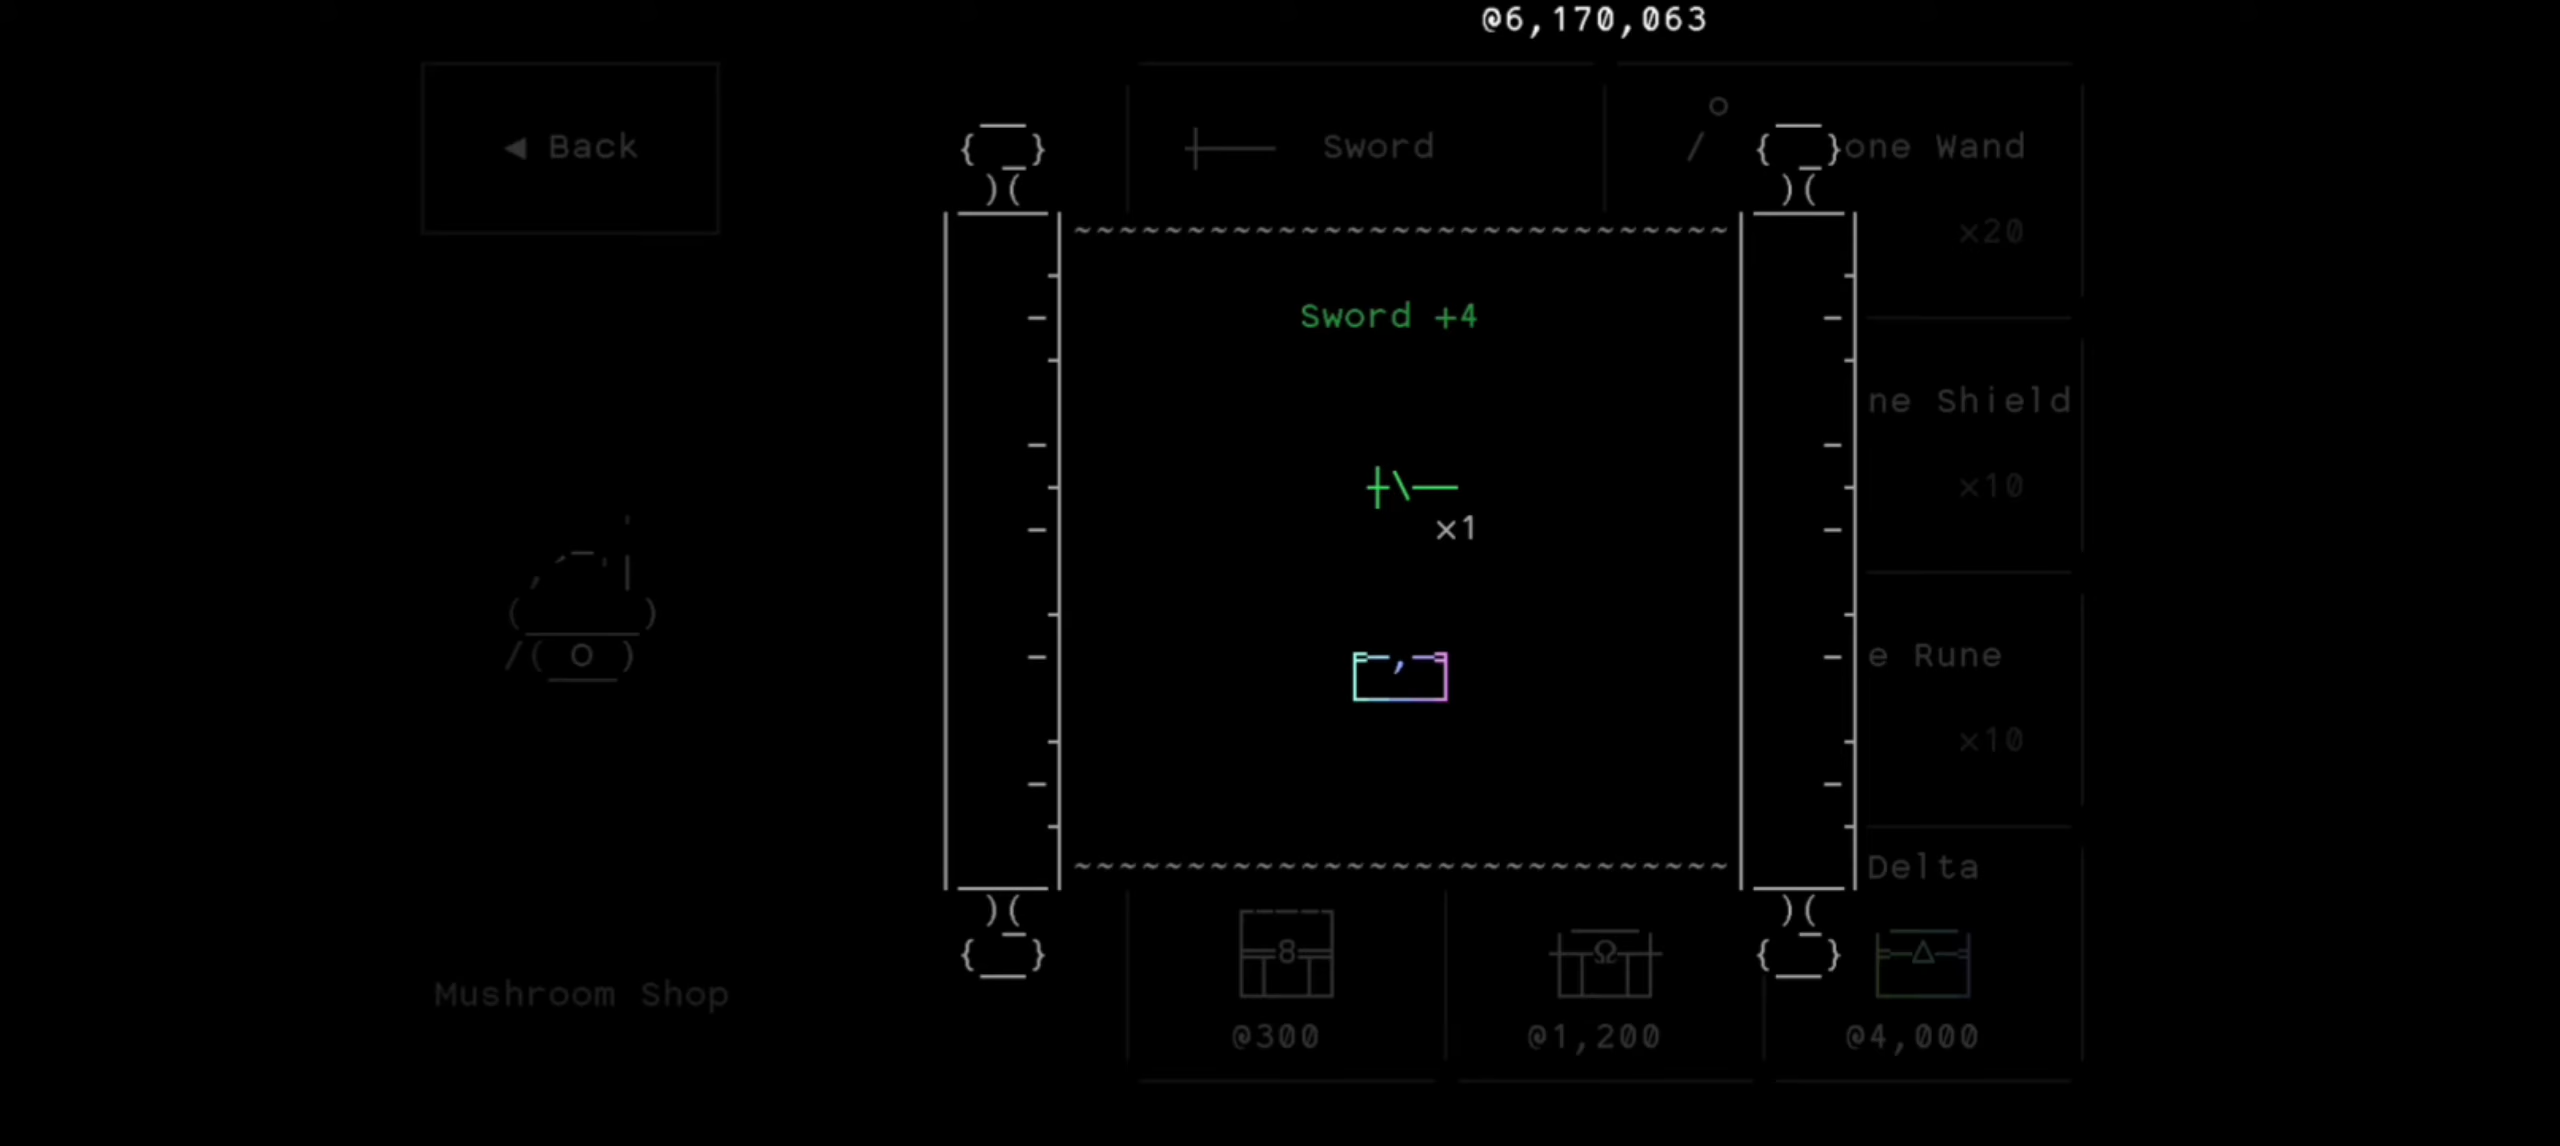 @6,170,063
◀ Back
Sword
one Wand
×20
Sword +4
ne Shield
×10
×1
e Rune
×10
Delta
8
Ω
△
Mushroom Shop
@300
@1,200
@4,000